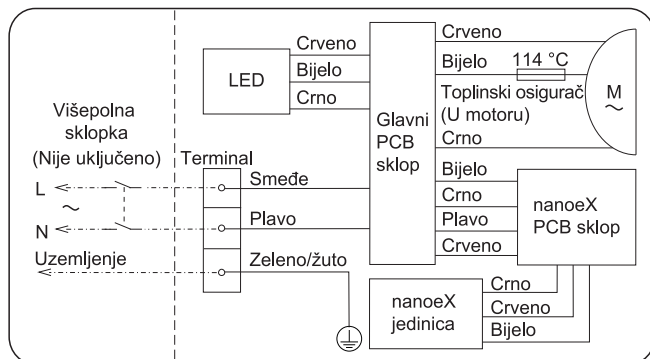 Višepolna
sklopka
(Nije uključeno)
L
~
N
Uzemljenje
Terminal
Smeđe
Plavo
Zeleno/žuto
LED
Crveno
Bijelo
Crno
Glavni
PCB
sklop
Crveno
Bijelo
114 °C
Toplinski osigurač
(U motoru)
Crno
M
~
Bijelo
Crno
Plavo
Crveno
nanoeX
PCB sklop
nanoeX
jedinica
Crno
Crveno
Bijelo